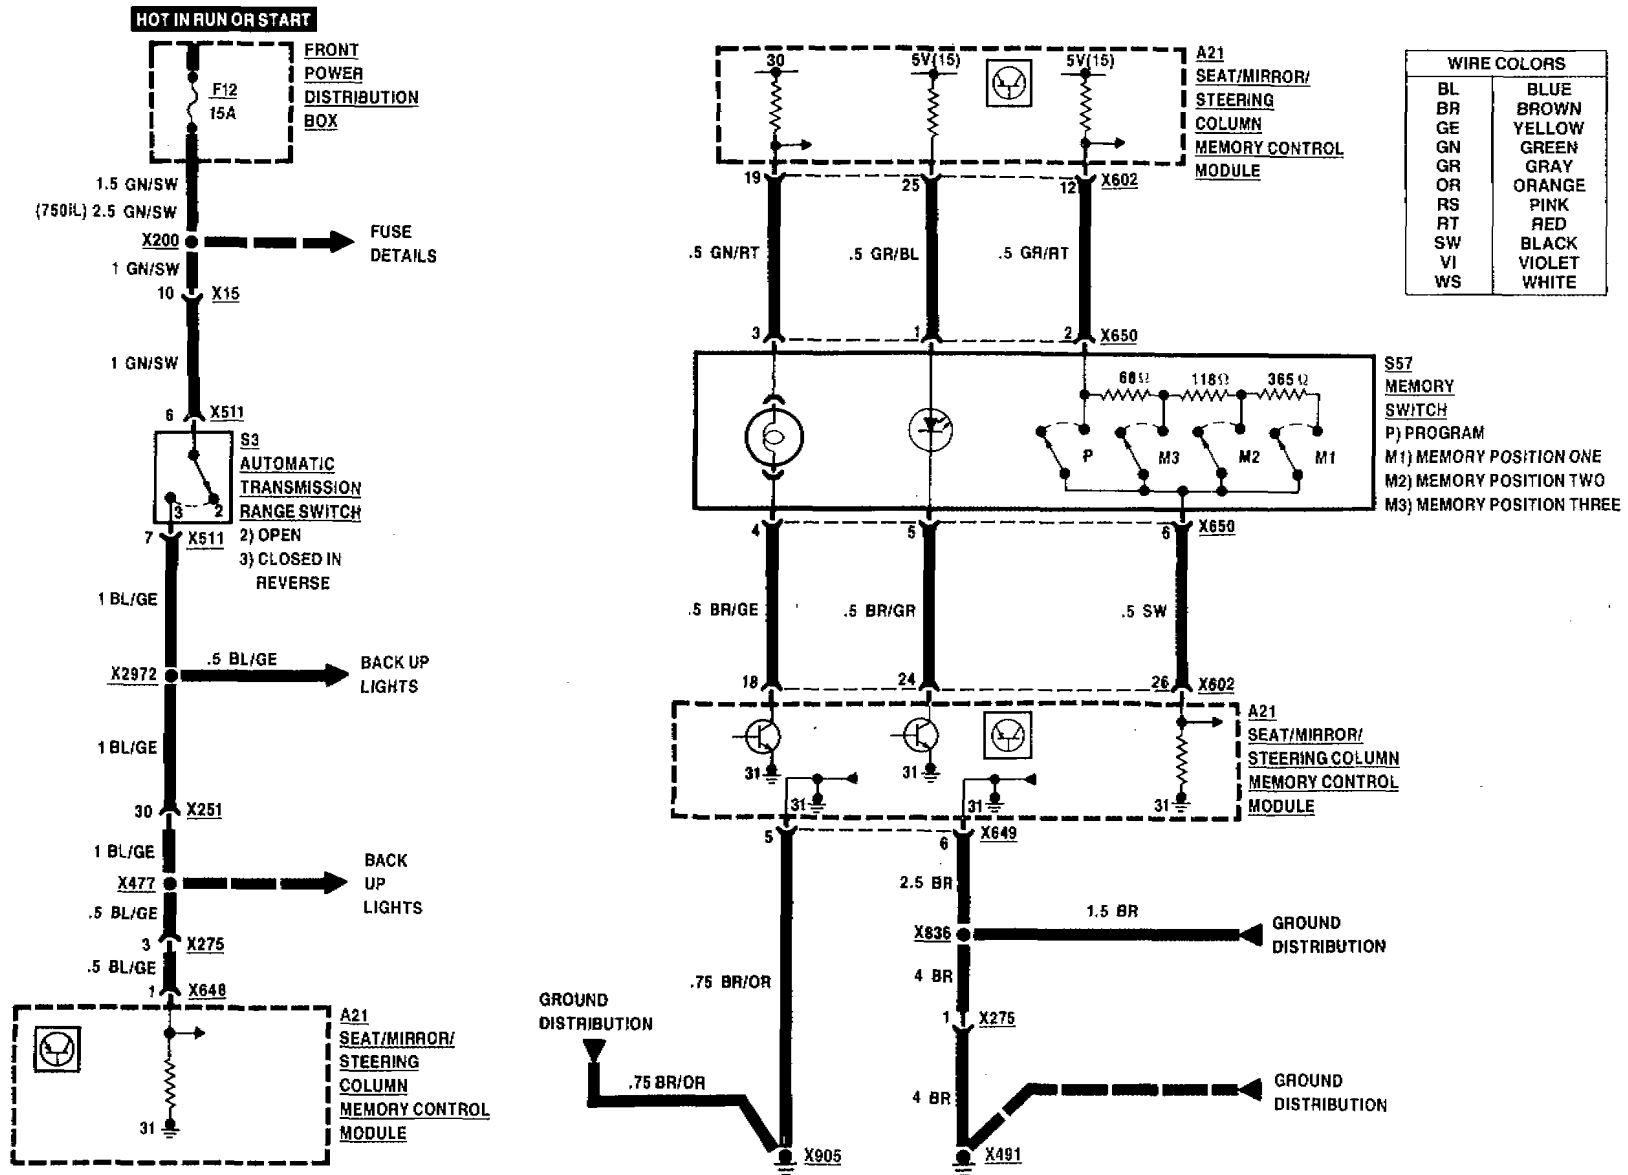 HOT IN RUN OR START
FRONT
POWER
DISTRIBUTION
BOX
F12
15A
1.5 GN/SW
(750iL) 2.5 GN/SW
X200
FUSE
DETAILS
1 GN/SW
10
X15
1 GN/SW
6
X511
S3
AUTOMATIC
TRANSMISSION
RANGE SWITCH
2) OPEN
3) CLOSED IN
REVERSE
3
2
7
X511
1 BL/GE
X2972
.5 BL/GE
BACK UP
LIGHTS
1 BL/GE
30
X251
1 BL/GE
X477
BACK
UP
LIGHTS
.5 BL/GE
3
X275
.5 BL/GE
1
X648
A21
SEAT/MIRROR/
STEERING
COLUMN
MEMORY CONTROL
MODULE
31
30
5V(15)
5V(15)
A21
SEAT/MIRROR/
STEERING
COLUMN
MEMORY CONTROL
MODULE
19
25
12
X602
.5 GN/RT
.5 GR/BL
.5 GR/RT
3
1
2
X650
68Ω
118Ω
365Ω
P
M3
M2
M1
S57
MEMORY
SWITCH
P) PROGRAM
M1) MEMORY POSITION ONE
M2) MEMORY POSITION TWO
M3) MEMORY POSITION THREE
4
5
6
X650
.5 BR/GE
.5 BR/GR
.5 SW
18
24
26
X602
A21
SEAT/MIRROR/
STEERING COLUMN
MEMORY CONTROL
MODULE
31
31
31
31
31
5
6
X649
2.5 BR
X836
1.5 BR
GROUND
DISTRIBUTION
4 BR
.75 BR/OR
1
X275
GROUND
DISTRIBUTION
.75 BR/OR
4 BR
GROUND
DISTRIBUTION
X905
X491
WIRE COLORS
BL BLUE
BR BROWN
GE YELLOW
GN GREEN
GR GRAY
OR ORANGE
RS PINK
RT RED
SW BLACK
VI VIOLET
WS WHITE